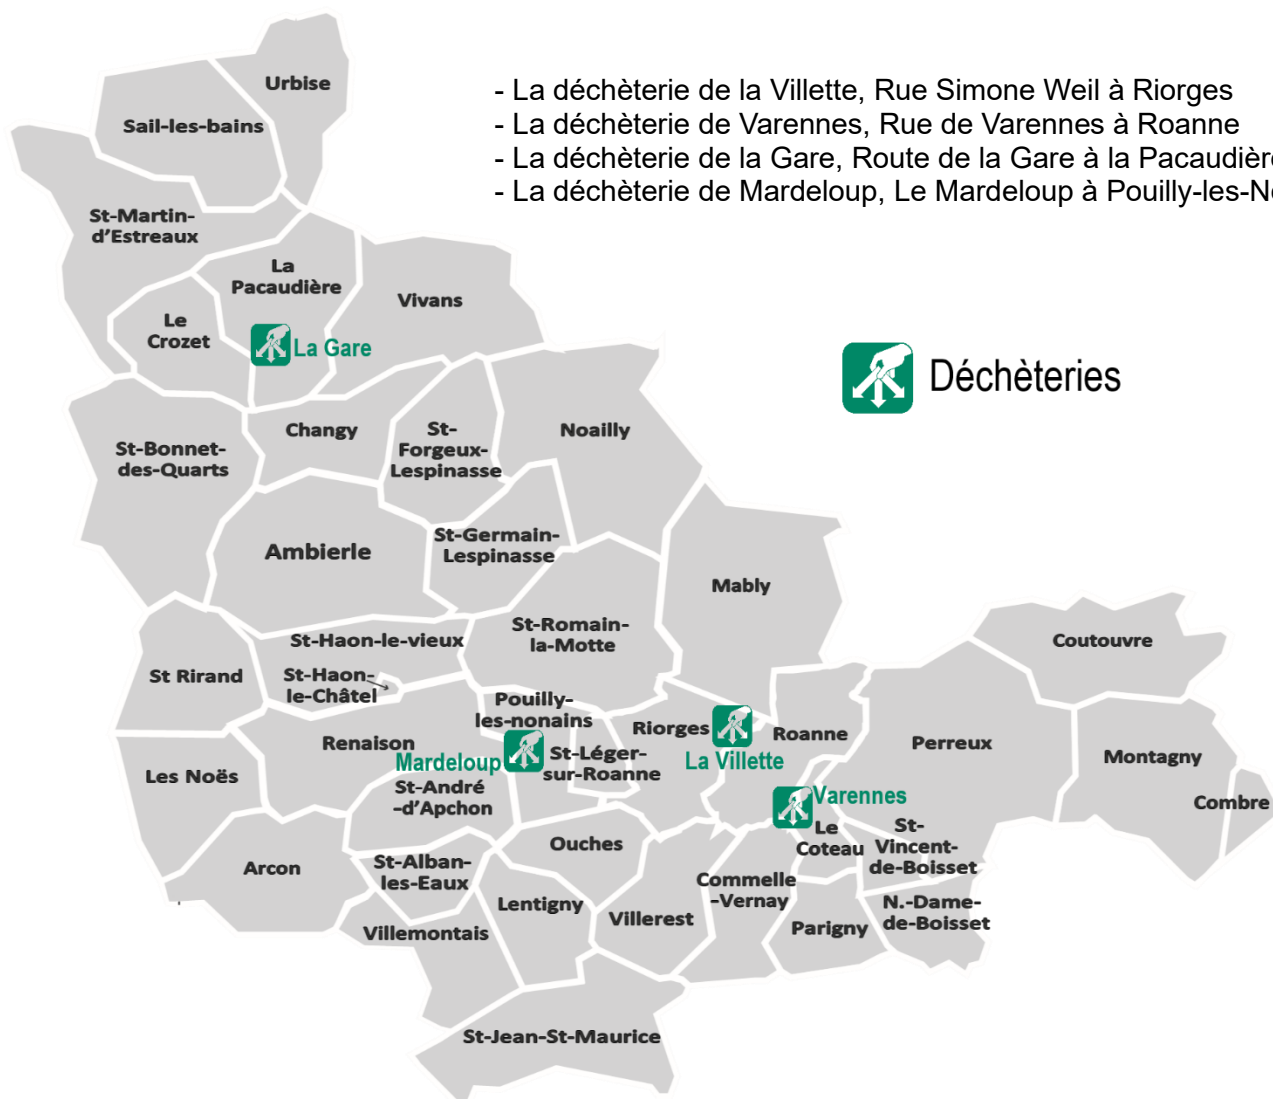 - La déchèterie de la Villette, Rue Simone Weil à Riorges
- La déchèterie de Varennes, Rue de Varennes à Roanne
- La déchèterie de la Gare, Route de la Gare à la Pacaudière
- La déchèterie de Mardeloup, Le Mardeloup à
Déchèteries
Urbise
Sail-les-bains
St-Martin-
d'Estreaux
La
Pacaudière
Vivans
Le
Crozet
La Gare
Changy
St-
Forgeux-
Lespinasse
Noailly
St-Bonnet-
des-Quarts
Ambierle
St-Germain-
Lespinasse
Mably
St-Haon-le-vieux
St-Romain-
la-Motte
Coutouvre
St Rirand
St-Haon-
le-Châtel
Pouilly-
les-nonains
Riorges
Roanne
Renaison
Mardeloup
St-Léger-
sur-Roanne
La Villette
Perreux
Montagny
Les Noës
St-André
-d'Apchon
Varennes
Combre
Le
Coteau
St-
Vincent-
de-Boisset
Ouches
Arcon
St-Alban-
les-Eaux
Commelle
-Vernay
Lentigny
Villerest
N.-Dame-
de-Boisset
Parigny
Villemontais
St-Jean-St-Maurice